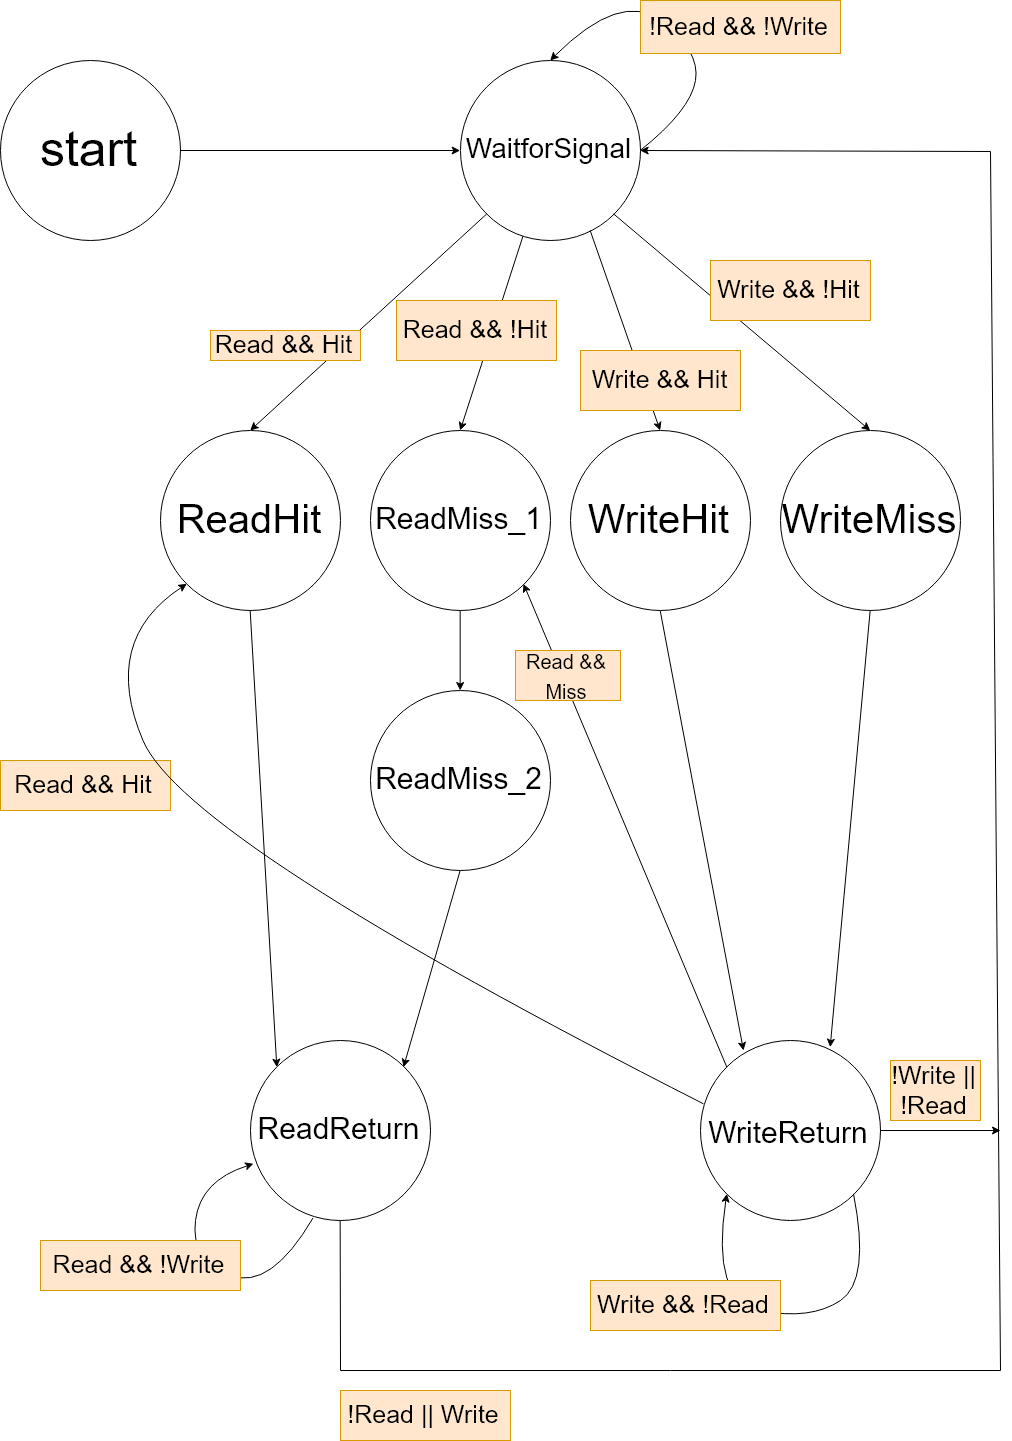 !Read && !Write
start
WaitforSignal
Write && !Hit
Read && !Hit
Read && Hit
Write && Hit
ReadHit
ReadMiss_1
WriteHit
WriteMiss
Read &&
Miss
ReadMiss_2
Read && Hit
!Write ||
!Read
ReadReturn
WriteReturn
Read && !Write
Write && !Read
!Read || Write